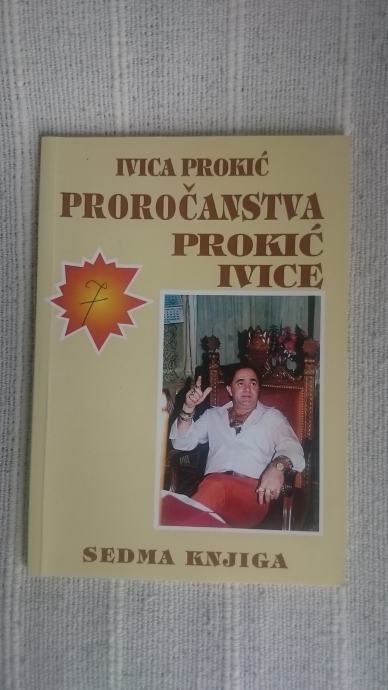 IVICA PROKIĆ
PROROČANSTVA
PROKIĆ
IVICE
7
SEDMA KNJIGA